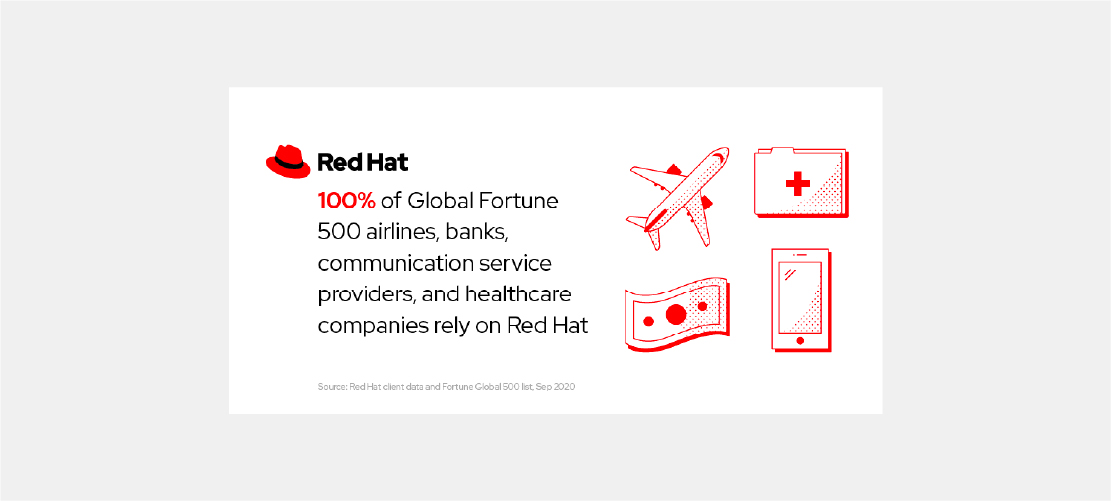 Red Hat
100% of Global Fortune
500 airlines, banks,
communication service
providers, and healthcare
companies rely on Red Hat
Source: Red Hat client data and Fortune Global 500 list, Sep 2020